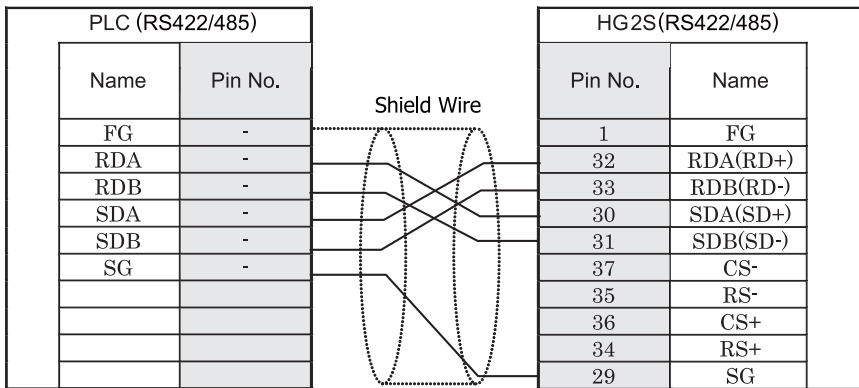 PLC (RS422/485)
HG2S(RS422/485)
Name Pin No.
Pin No. Name
Shield Wire
FG - 1 FG
RDA - 32 RDA(RD+)
RDB - 33 RDB(RD-)
SDA - 30 SDA(SD+)
SDB - 31 SDB(SD-)
SG - 37 CS-
35 RS-
36 CS+
34 RS+
29 SG